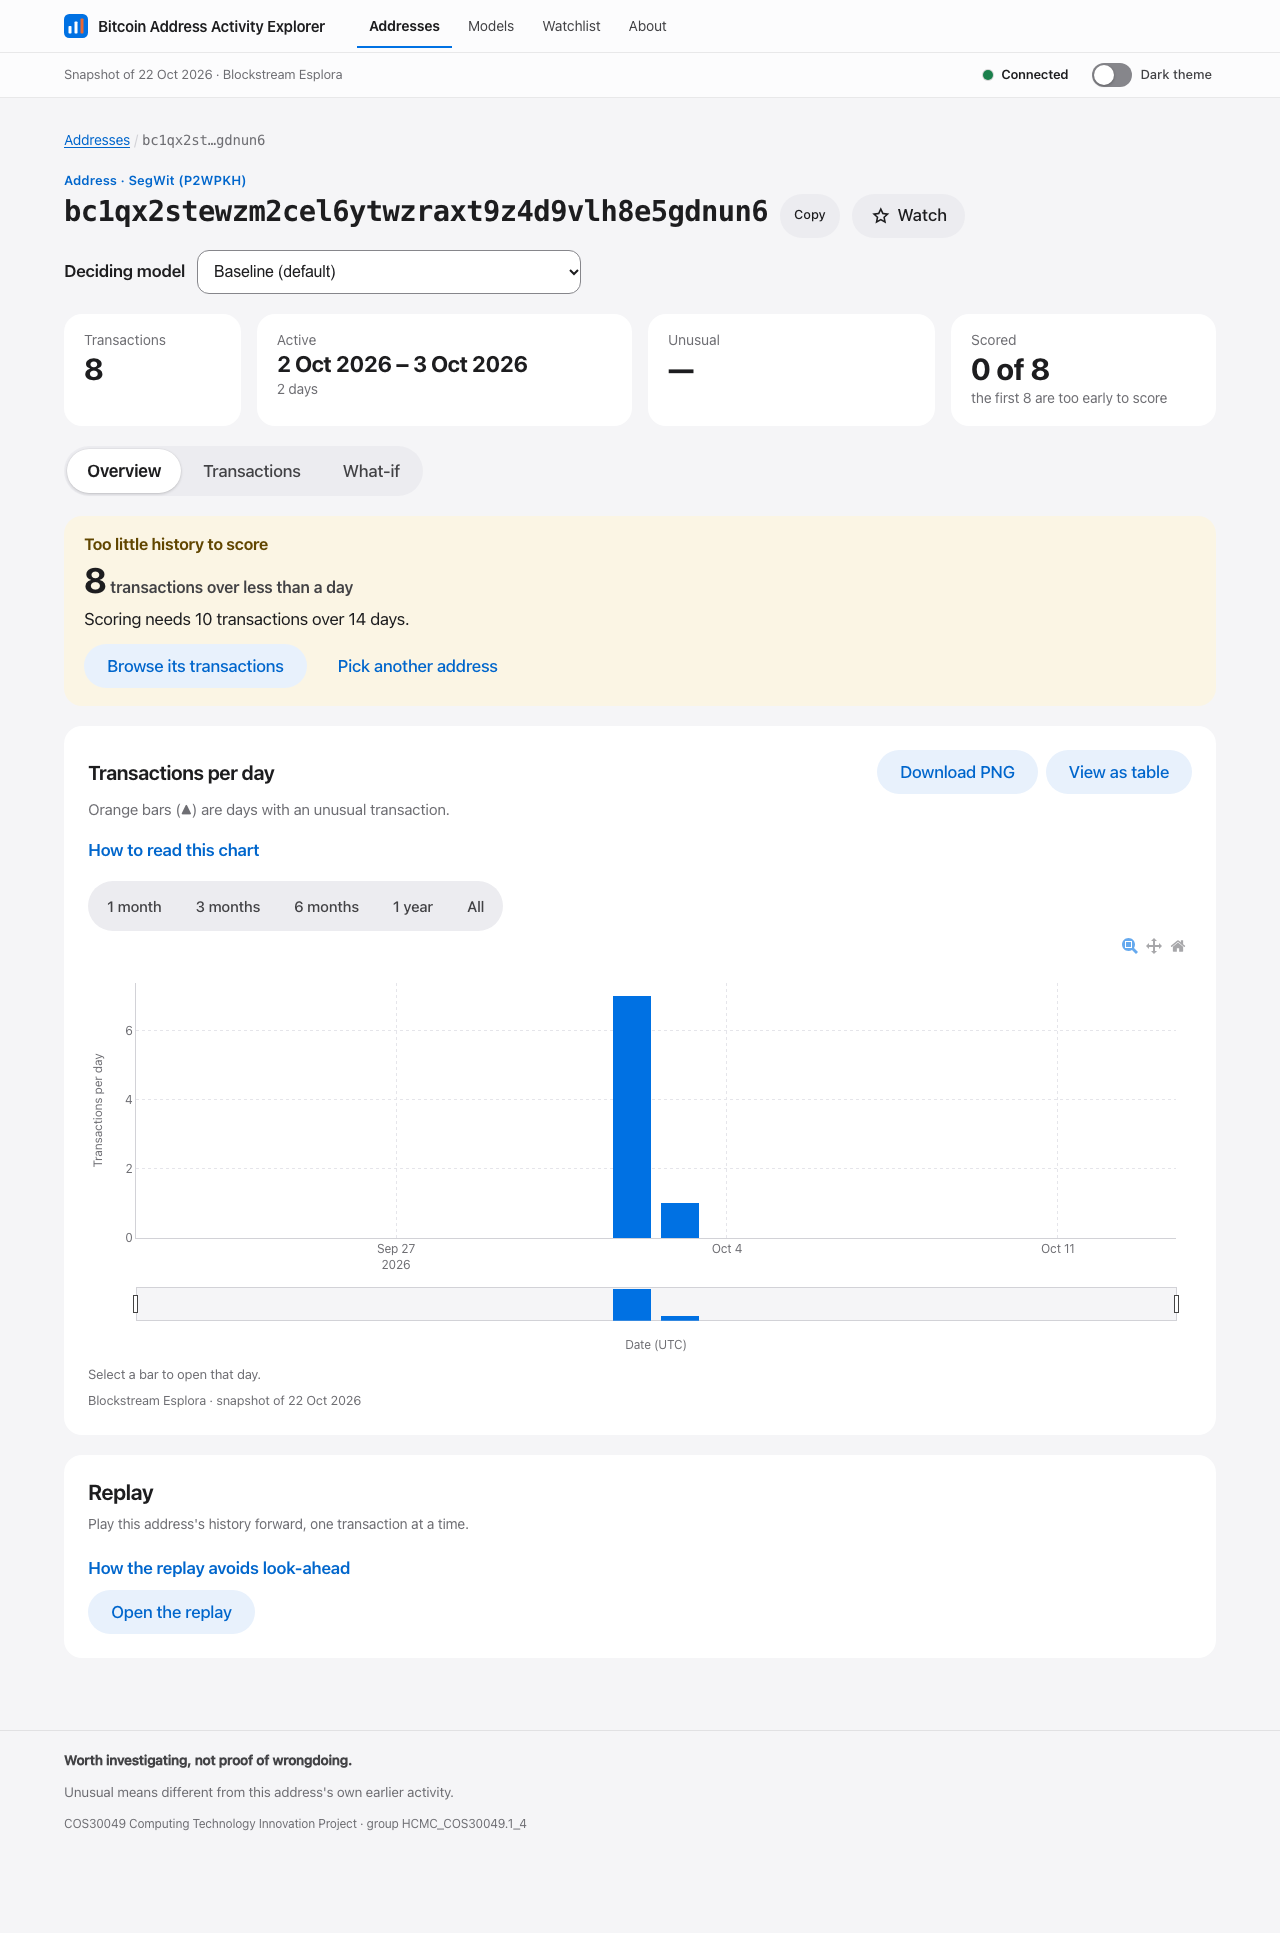 Bitcoin Address Activity Explorer
Addresses
Models
Watchlist
About
Snapshot of 22 Oct 2026 · Blockstream Esplora
Connected
Dark theme
Addresses / bc1qx2st…gdnun6
Address · SegWit (P2WPKH)
bc1qx2stewzm2cel6ytwzraxt9z4d9vlh8e5gdnun6
Copy
Watch
Deciding model
Baseline (default)
Transactions
8
Active
2 Oct 2026 – 3 Oct 2026
2 days
Unusual
—
Scored
0 of 8
the first 8 are too early to score
Overview
Transactions
What-if
Too little history to score
8 transactions over less than a day
Scoring needs 10 transactions over 14 days.
Browse its transactions
Pick another address
Transactions per day
Download PNG
View as table
Orange bars (▲) are days with an unusual transaction.
How to read this chart
1 month
3 months
6 months
1 year
All
Transactions per day
6
4
2
0
Sep 27
2026
Oct 4
Oct 11
Date (UTC)
Select a bar to open that day.
Blockstream Esplora · snapshot of 22 Oct 2026
Replay
Play this address's history forward, one transaction at a time.
How the replay avoids look-ahead
Open the replay
Worth investigating, not proof of wrongdoing.
Unusual means different from this address's own earlier activity.
COS30049 Computing Technology Innovation Project · group HCMC_COS30049.1_4